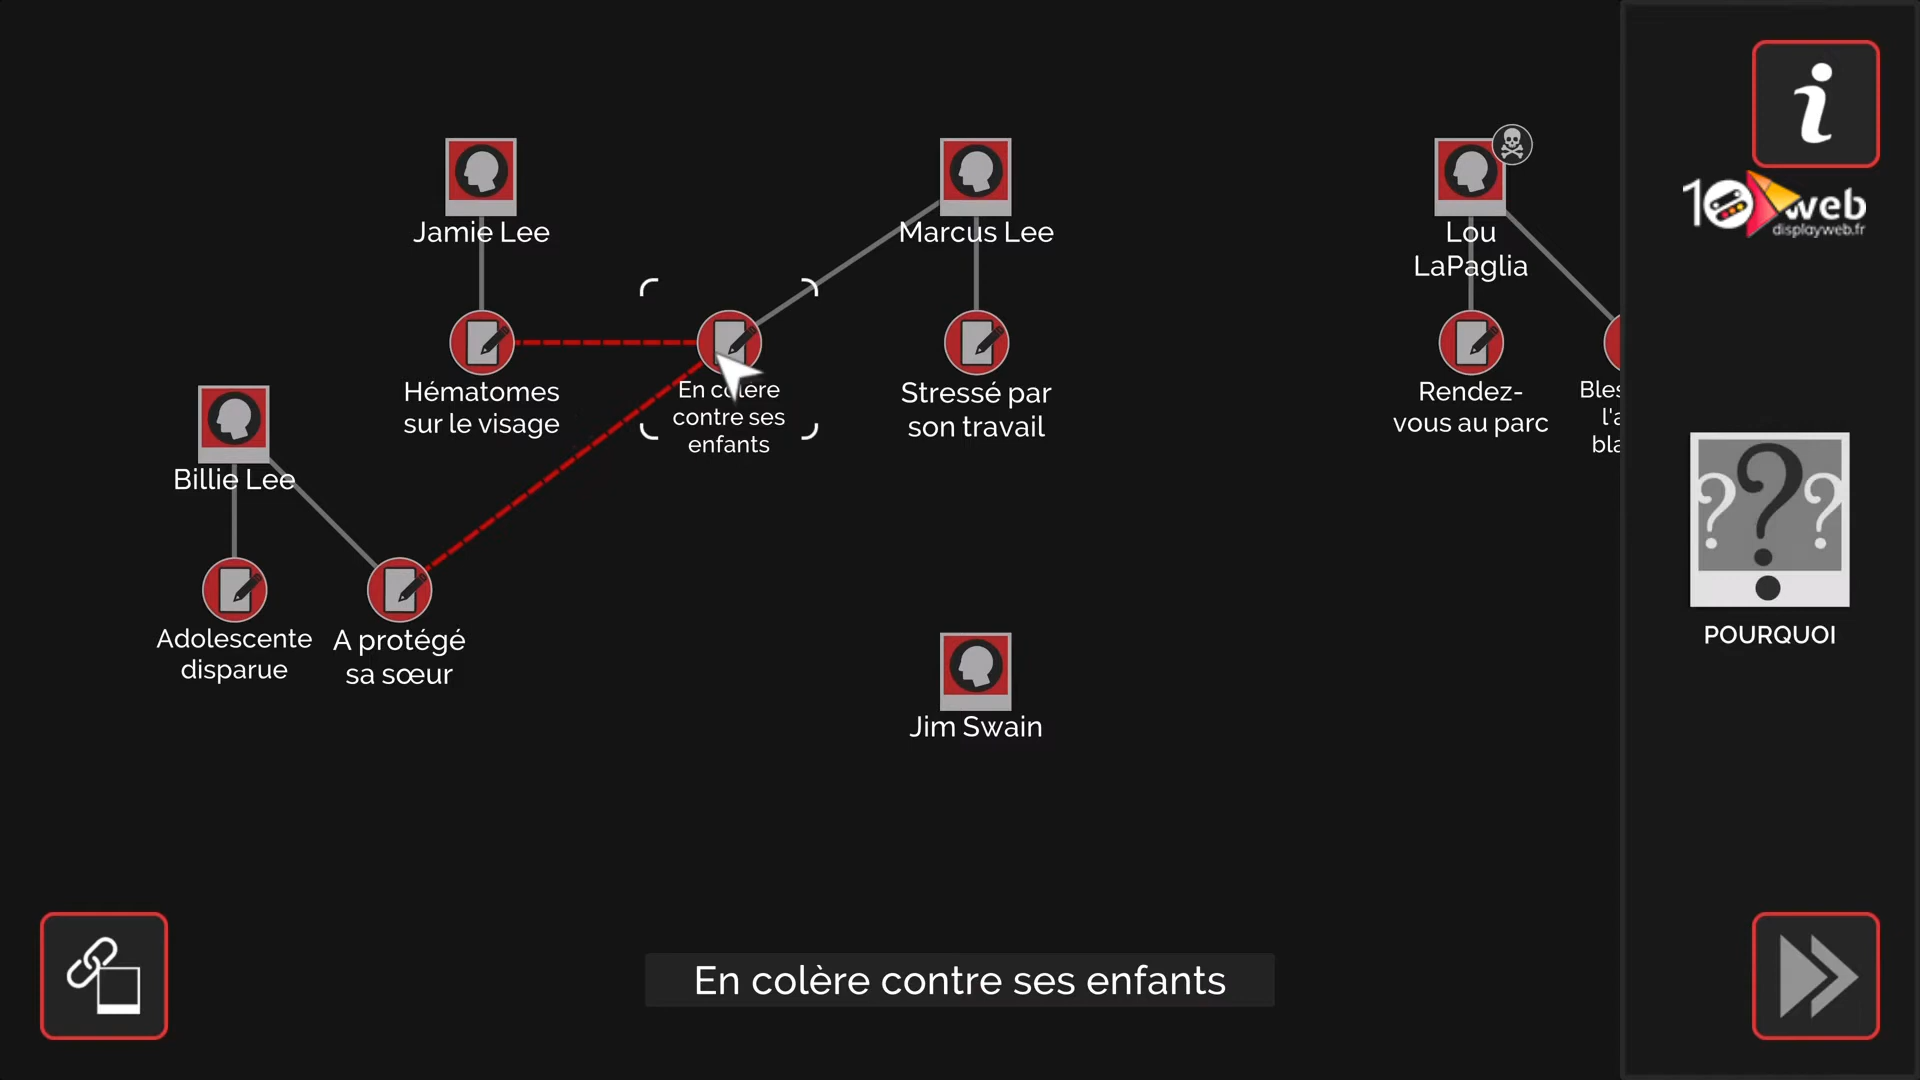 Jamie Lee
Marcus Lee
Lou
LaPaglia
web
displayweb.fr
Hématomes
sur le visage
En colère
contre ses
enfants
Stressé par
son travail
Rendez-
vous au parc
Billie Lee
POURQUOI
Adolescente
disparue
A protégé
sa sœur
Jim Swain
En colère contre ses enfants